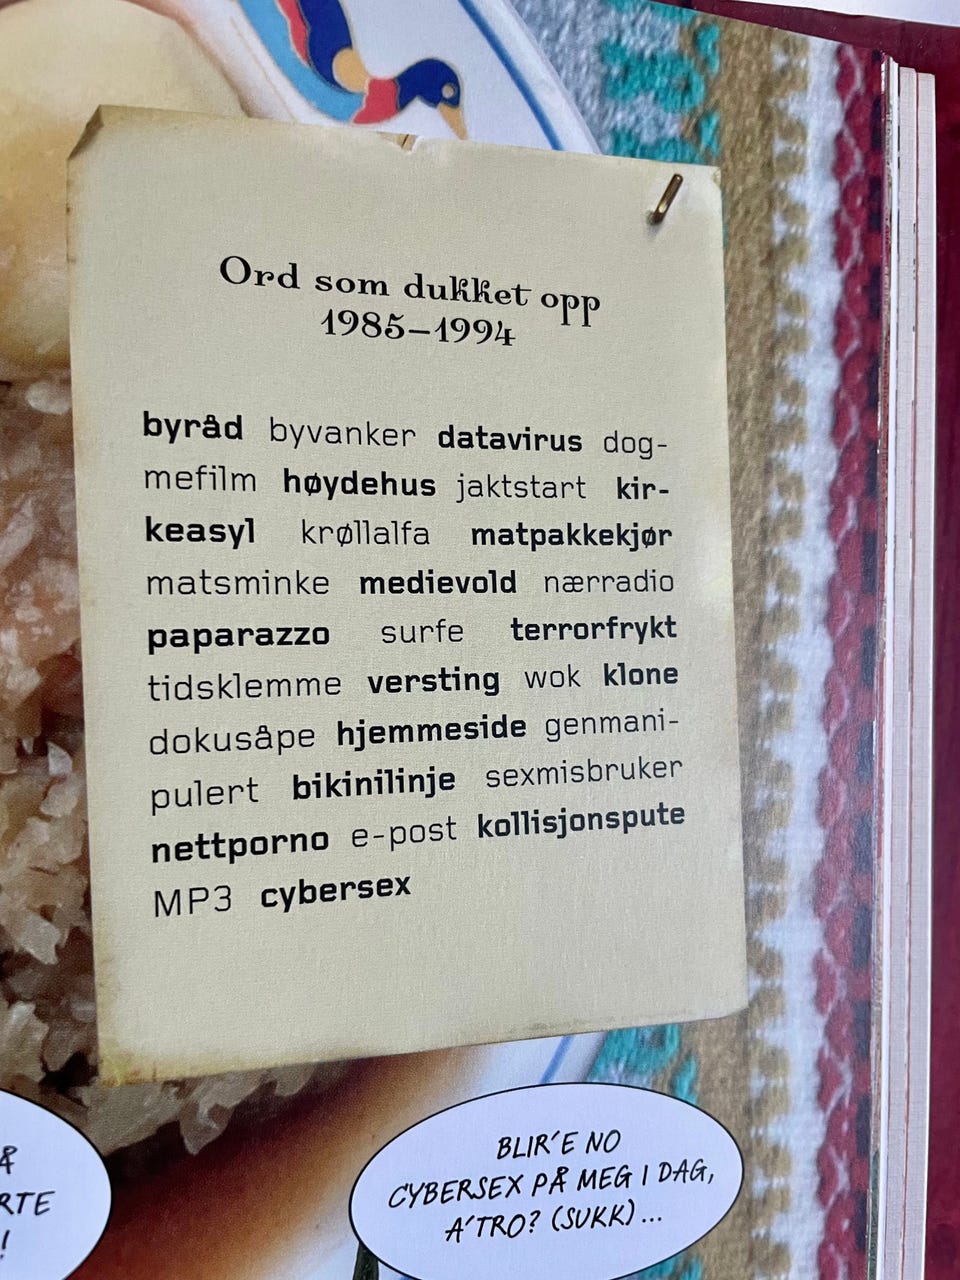 Ord som dukket opp
1985–1994
byråd byvanker datavirus dog-
mefilm høydehus jaktstart kir-
keasyl krøllalfa matpakkekjør
matsminke medievold nærradio
paparazzo surfe terrorfrykt
tidsklemme versting wok klone
dokusåpe hjemmeside genmani-
pulert bikinilinje sexmisbruker
nettporno e-post kollisjonspute
MP3 cybersex
BLIR'E NO
CYBERSEX PÅ MEG I DAG,
A'TRO? (SUKK)...